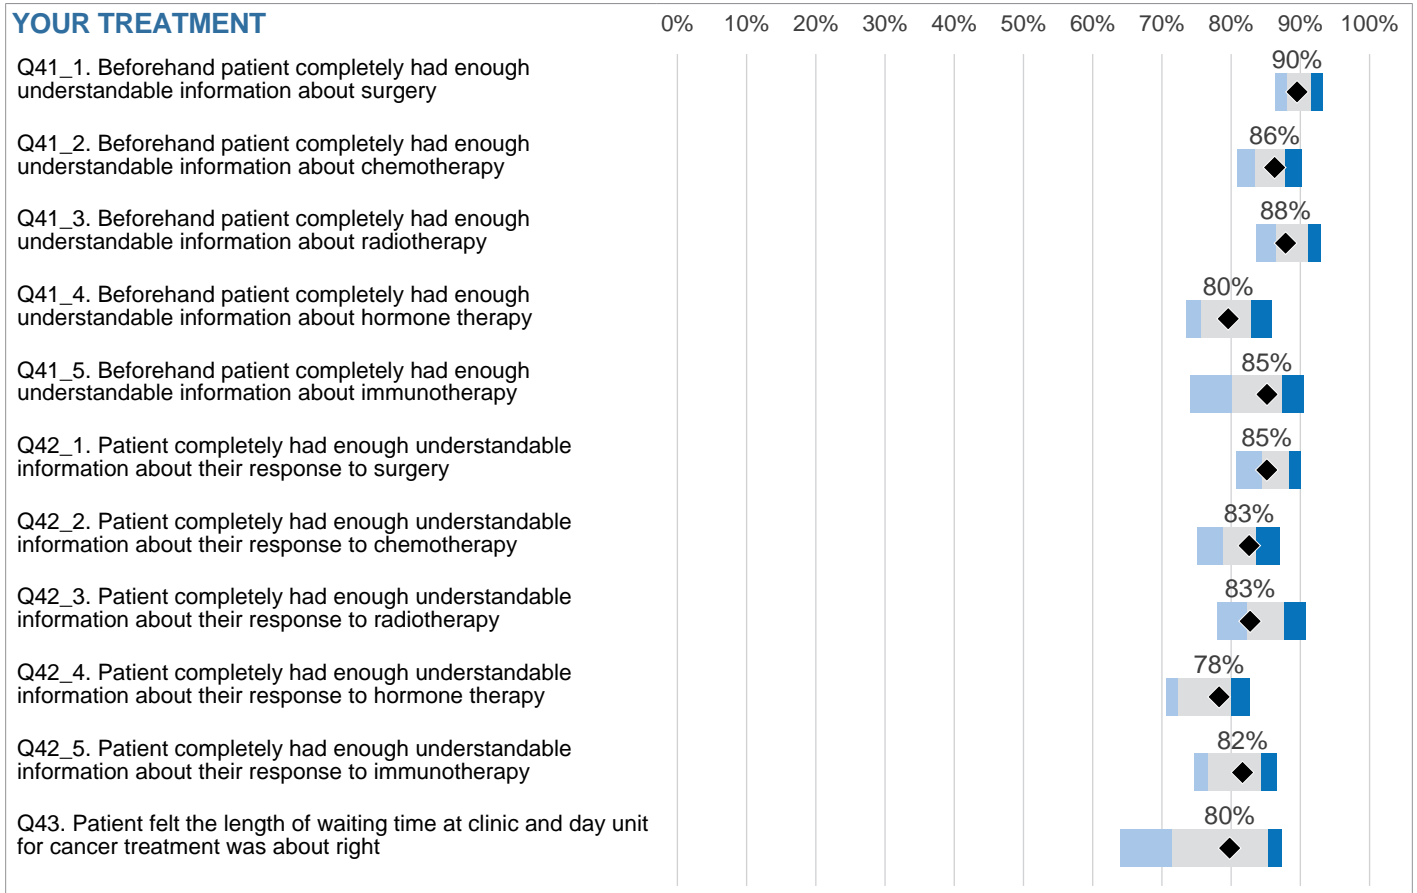 YOUR TREATMENT 0% 10% 20% 30% 40% 50% 60% 70% 80% 90% 100%
Q41_1. Beforehand patient completely had enough
understandable information about surgery
90%
Q41_2. Beforehand patient completely had enough
understandable information about chemotherapy
86%
Q41_3. Beforehand patient completely had enough
understandable information about radiotherapy
88%
Q41_4. Beforehand patient completely had enough
understandable information about hormone therapy
80%
Q41_5. Beforehand patient completely had enough
understandable information about immunotherapy
85%
Q42_1. Patient completely had enough understandable
information about their response to surgery
85%
Q42_2. Patient completely had enough understandable
information about their response to chemotherapy
83%
Q42_3. Patient completely had enough understandable
information about their response to radiotherapy
83%
Q42_4. Patient completely had enough understandable
information about their response to hormone therapy
78%
Q42_5. Patient completely had enough understandable
information about their response to immunotherapy
82%
Q43. Patient felt the length of waiting time at clinic and day unit
for cancer treatment was about right
80%